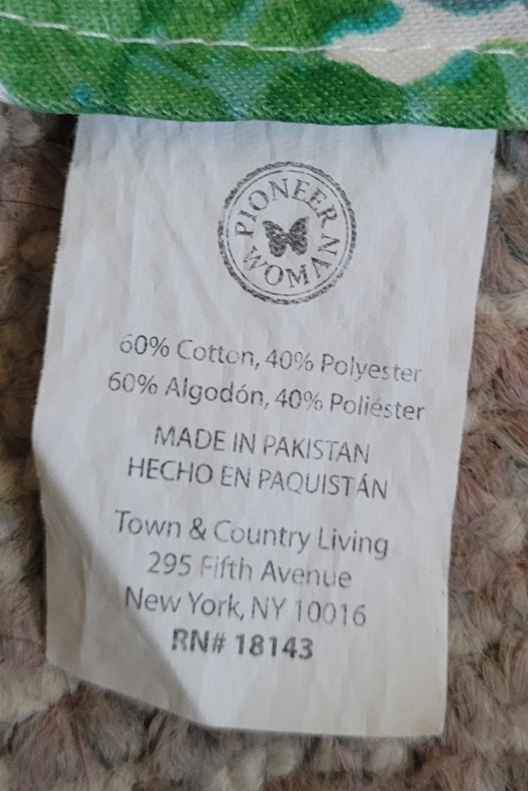 PIONEER
WOMAN
60% Cotton, 40% Polyester
60% Algodón, 40% Poliéster
MADE IN PAKISTAN
HECHO EN PAQUISTÁN
Town & Country Living
295 Fifth Avenue
New York, NY 10016
RN# 18143